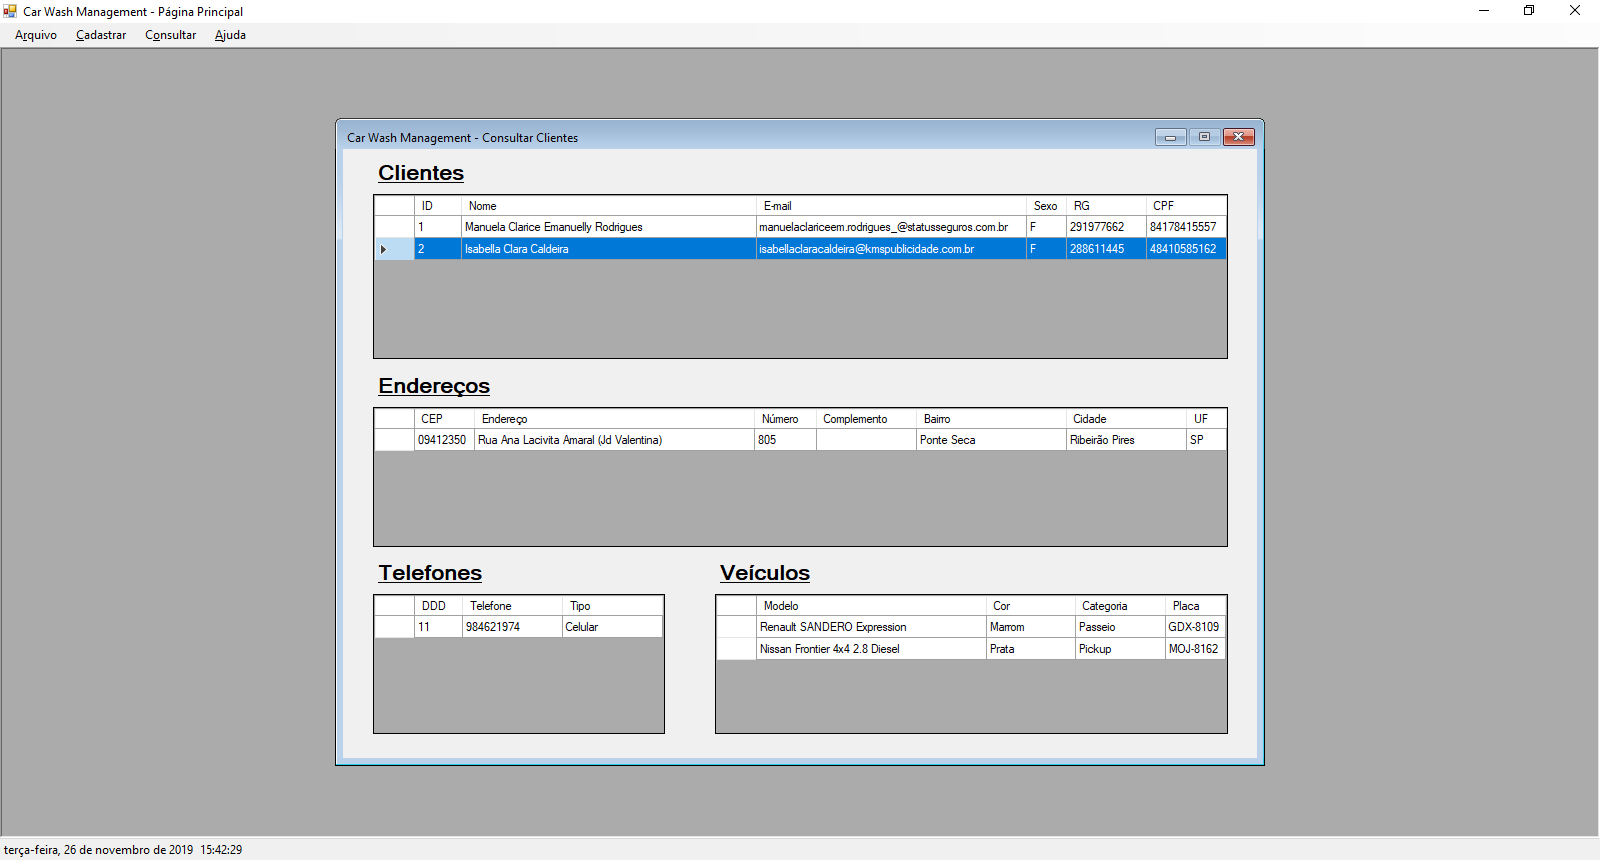 Car Wash Management - Página Principal
Arquivo Cadastrar Consultar Ajuda
Car Wash Management - Consultar Clientes
Clientes
ID Nome E-mail Sexo RG CPF
1 Manuela Clarice Emanuelly Rodrigues manuelaclariceem.rodrigues_@statusseguros.com.br F 291977662 84178415557
2 Isabella Clara Caldeira isabellaclaracaldeira@kmspublicidade.com.br F 288611445 48410585162
Endereços
CEP Endereço Número Complemento Bairro Cidade UF
09412350 Rua Ana Lacivita Amaral (Jd Valentina) 805 Ponte Seca Ribeirão Pires SP
Telefones
DDD Telefone Tipo
11 984621974 Celular
Veículos
Modelo Cor Categoria Placa
Renault SANDERO Expression Marrom Passeio GDX-8109
Nissan Frontier 4x4 2.8 Diesel Prata Pickup MOJ-8162
terça-feira, 26 de novembro de 2019 15:42:29